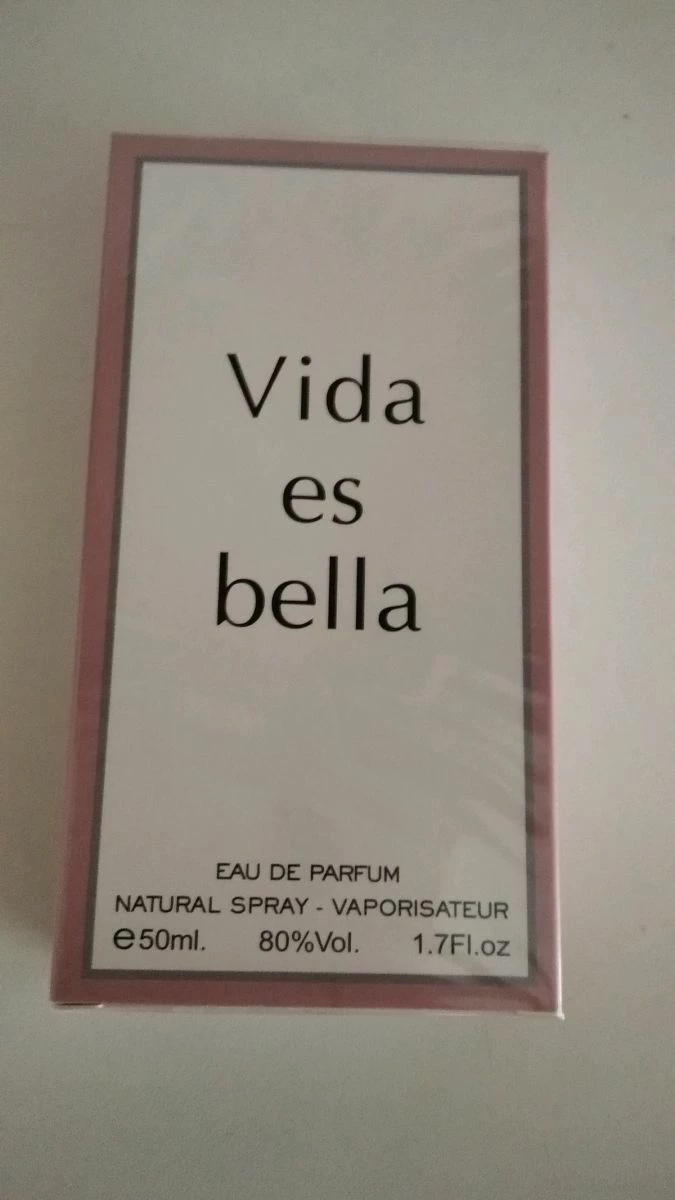 Vida
es
bella
EAU DE PARFUM
NATURAL SPRAY - VAPORISATEUR
℮50ml. 80%Vol. 1.7Fl.oz